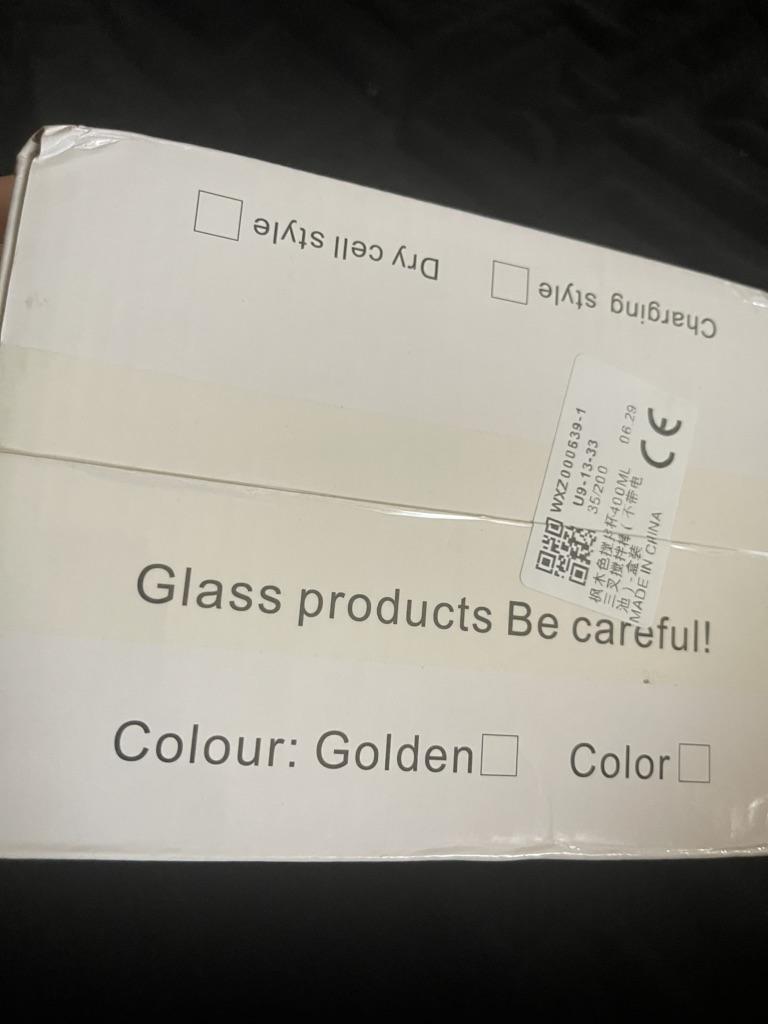 Dry cell style
Charging style
WXZ000639-1
U9-13-33
35/200
枫木色搅拌杯400ML 06.29
三叉搅拌棒（不带电
池）-盒装
MADE IN CHINA
CE
Glass products Be careful!
Colour: Golden Color